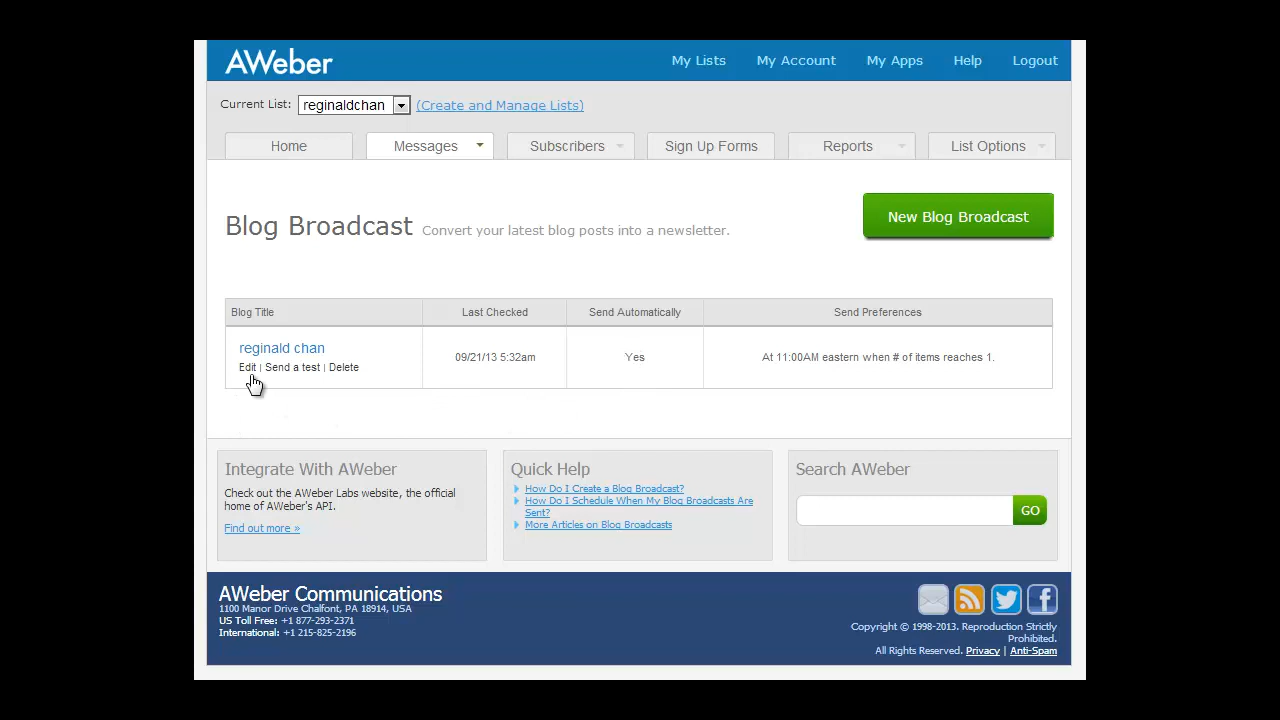 AWeber
My Lists My Account My Apps Help Logout
Current List: reginaldchan (Create and Manage Lists)
Home Messages Subscribers Sign Up Forms Reports List Options
Blog Broadcast Convert your latest blog posts into a newsletter.
New Blog Broadcast
Blog Title Last Checked Send Automatically Send Preferences
reginald chan
Edit | Send a test | Delete
09/21/13 5:32am Yes At 11:00AM eastern when # of items reaches 1.
Integrate With AWeber
Check out the AWeber Labs website, the official
home of AWeber's API.
Find out more »
Quick Help
How Do I Create a Blog Broadcast?
How Do I Schedule When My Blog Broadcasts Are
Sent?
More Articles on Blog Broadcasts
Search AWeber
GO
AWeber Communications
1100 Manor Drive Chalfont, PA 18914, USA
US Toll Free: +1 877-293-2371
International: +1 215-825-2196
Copyright © 1998-2013. Reproduction Strictly
Prohibited.
All Rights Reserved. Privacy | Anti-Spam